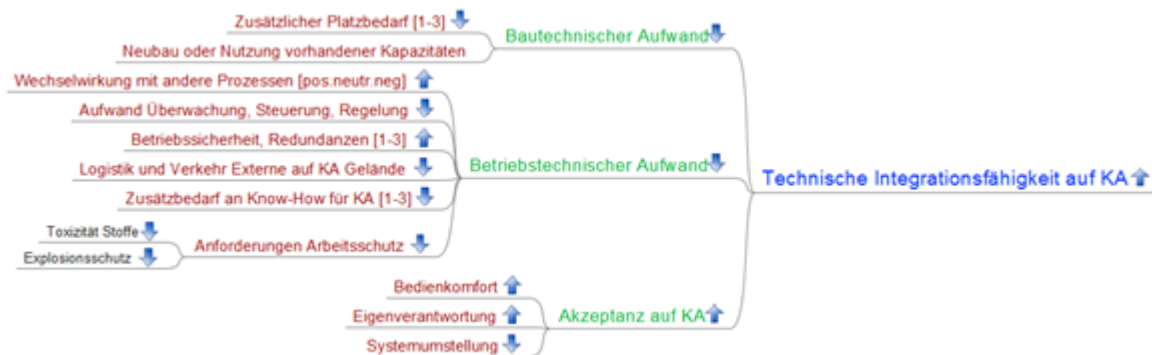 Zusätzlicher Platzbedarf [1-3]
Bautechnischer Aufwand
Neubau oder Nutzung vorhandener Kapazitäten
Wechselwirkung mit andere Prozessen [pos.neutr.neg]
Aufwand Überwachung, Steuerung, Regelung
Betriebssicherheit, Redundanzen [1-3]
Logistik und Verkehr Externe auf KA Gelände
Betriebstechnischer Aufwand
Zusätzbedarf an Know-How für KA [1-3]
Toxizität Stoffe
Explosionsschutz
Anforderungen Arbeitsschutz
Technische Integrationsfähigkeit auf KA
Bedienkomfort
Eigenverantwortung
Systemumstellung
Akzeptanz auf KA